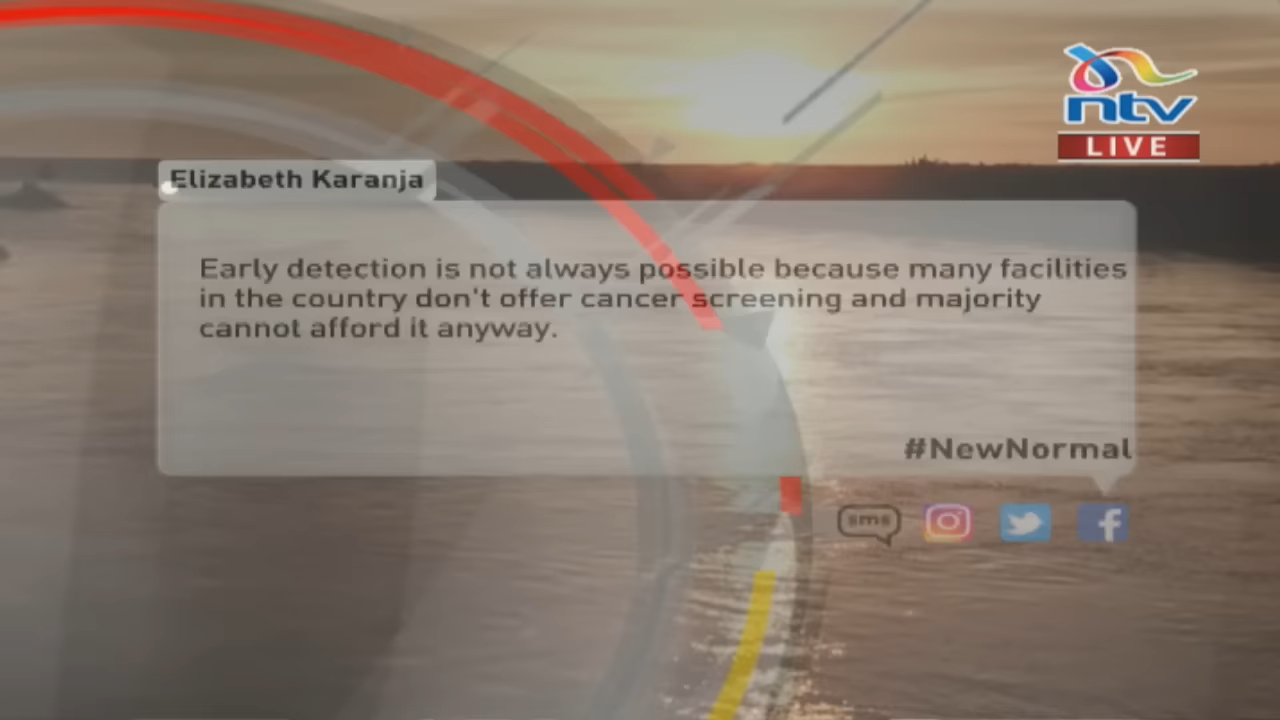 ntv
LIVE
Elizabeth Karanja
Early detection is not always possible because many facilities
in the country don't offer cancer screening and majority
cannot afford it anyway.
#NewNormal
sms